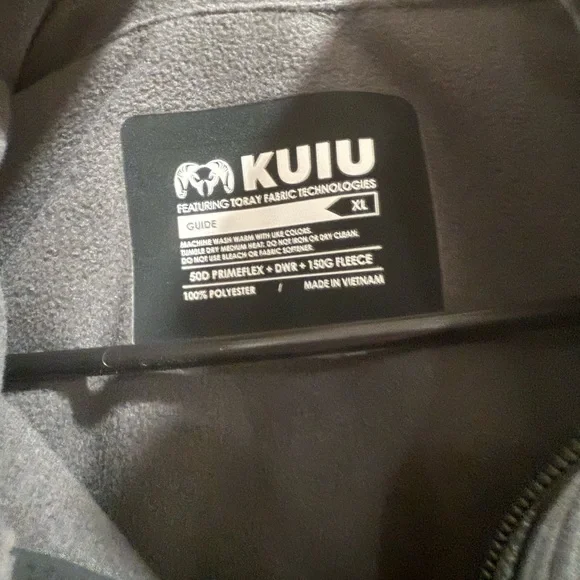 KUIU
FEATURING TORAY FABRIC TECHNOLOGIES
GUIDE XL
MACHINE WASH WARM WITH LIKE COLORS.
TUMBLE DRY MEDIUM HEAT. DO NOT IRON OR DRY CLEAN.
DO NOT USE BLEACH OR FABRIC SOFTENER.
50D PRIMEFLEX + DWR + 150G FLEECE
100% POLYESTER / MADE IN VIETNAM